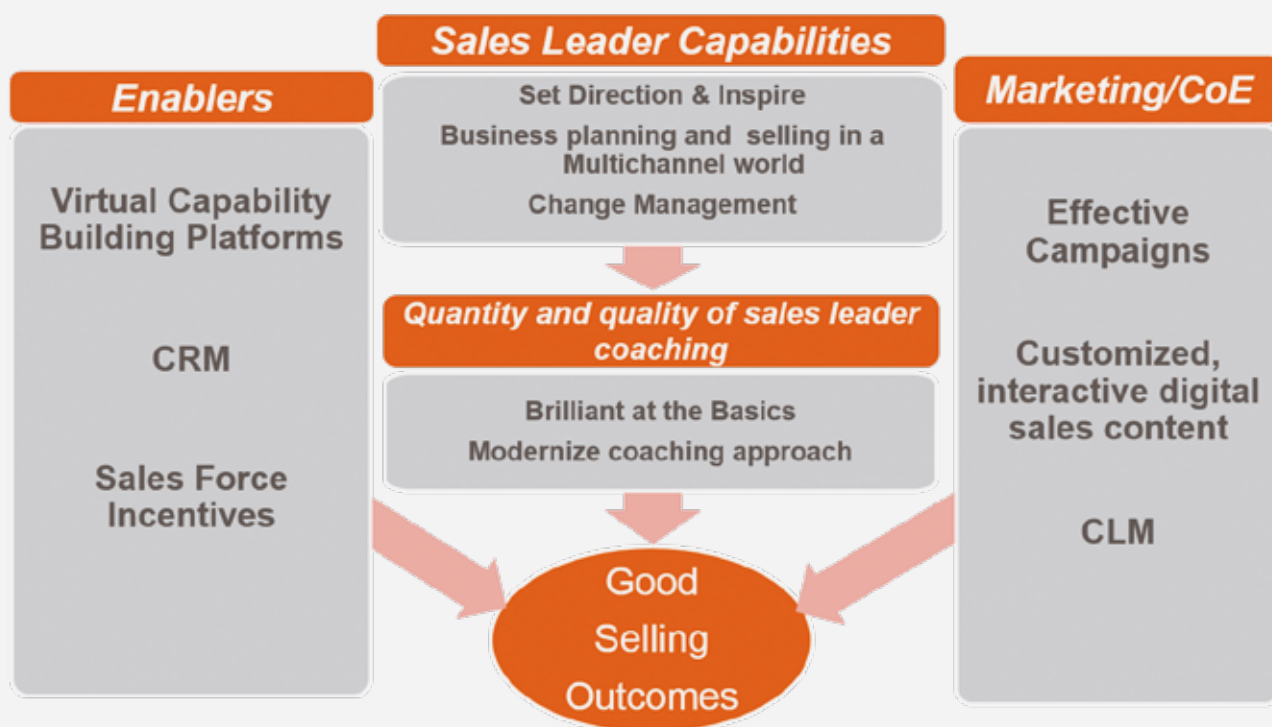 Sales Leader Capabilities
Set Direction & Inspire
Business planning and selling in a
Multichannel world
Change Management
Enablers
Virtual Capability
Building Platforms
CRM
Sales Force
Incentives
Quantity and quality of sales leader
coaching
Brilliant at the Basics
Modernize coaching approach
Marketing/CoE
Effective
Campaigns
Customized,
interactive digital
sales content
CLM
Good
Selling
Outcomes